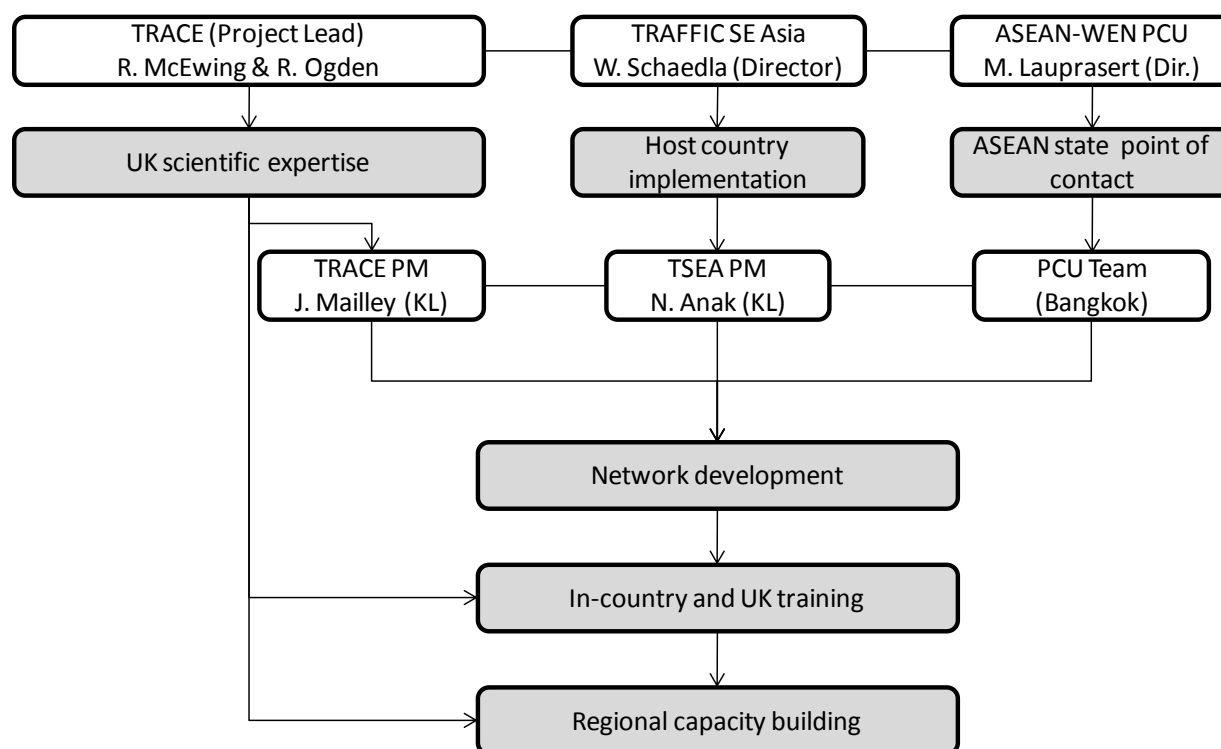 TRACE (Project Lead)
R. McEwing & R. Ogden
TRAFFIC SE Asia
W. Schaedla (Director)
ASEAN-WEN PCU
M. Lauprasert (Dir.)
UK scientific expertise
Host country
implementation
ASEAN state point of
contact
TRACE PM
J. Mailley (KL)
TSEA PM
N. Anak (KL)
PCU Team
(Bangkok)
Network development
In-country and UK training
Regional capacity building